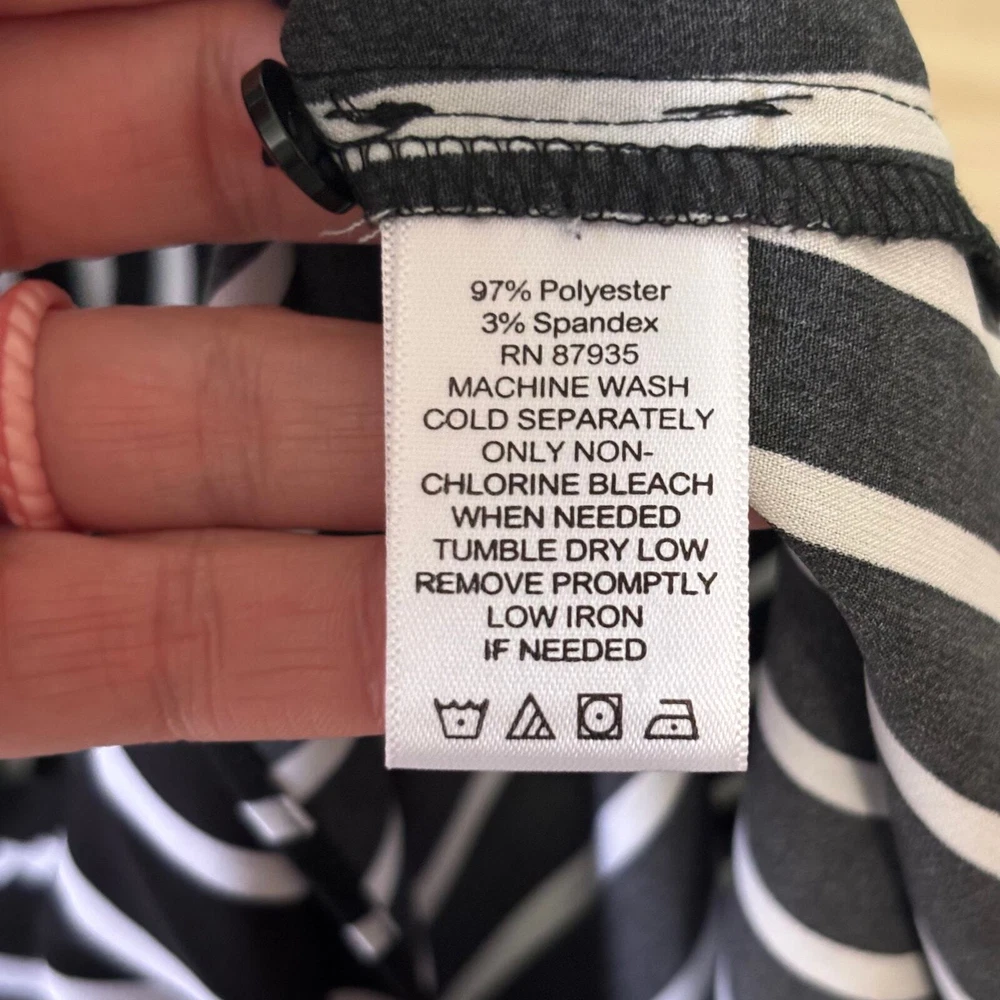 97% Polyester
3% Spandex
RN 87935
MACHINE WASH
COLD SEPARATELY
ONLY NON-
CHLORINE BLEACH
WHEN NEEDED
TUMBLE DRY LOW
REMOVE PROMPTLY
LOW IRON
IF NEEDED